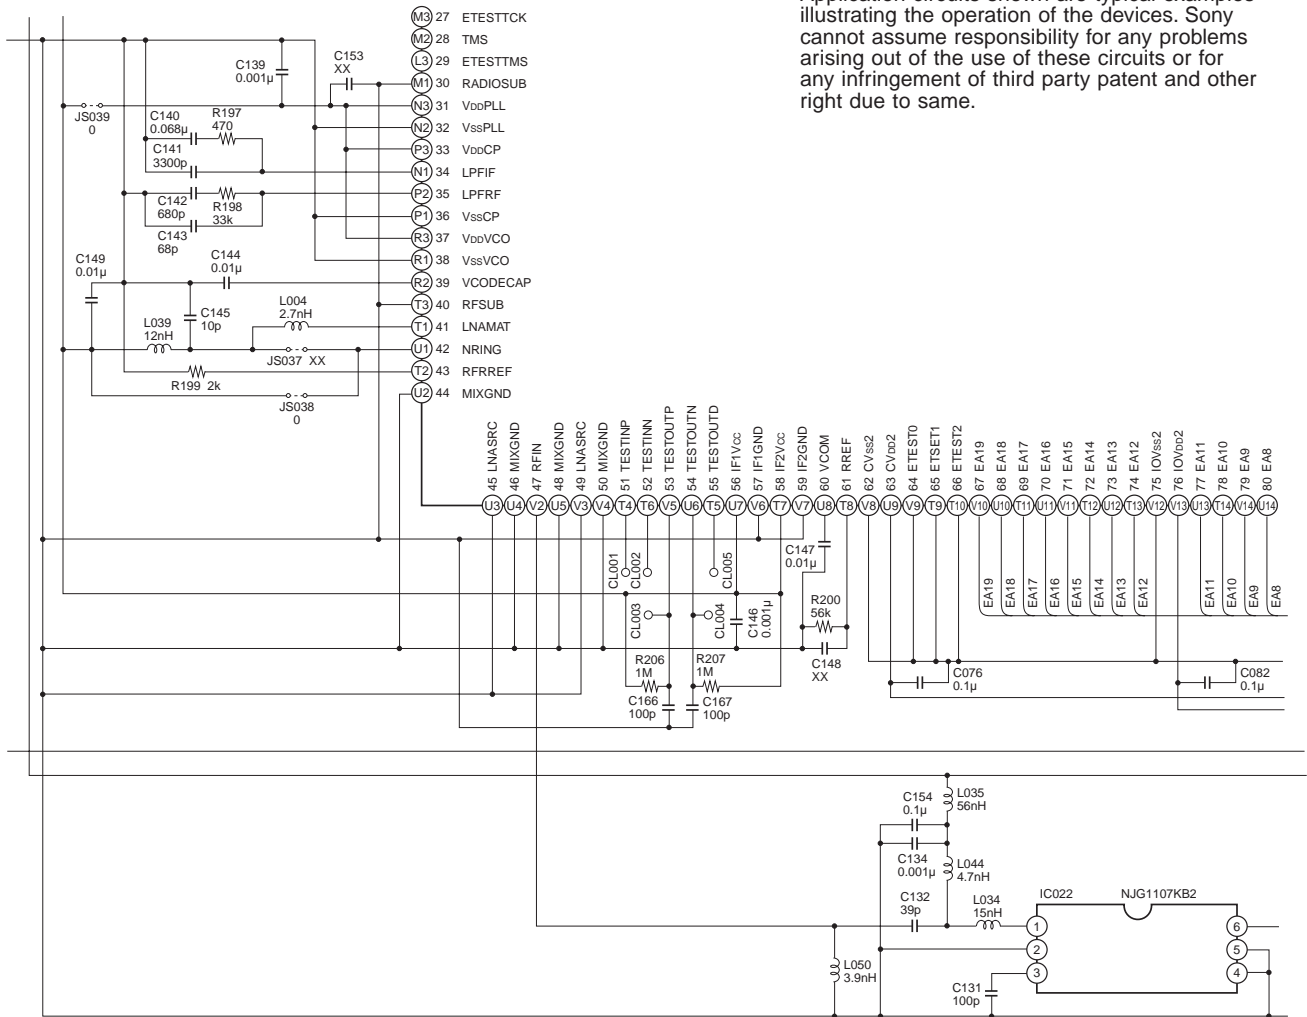 Application circuits shown are typical examples
illustrating the operation of the devices. Sony
cannot assume responsibility for any problems
arising out of the use of these circuits or for
any infringement of third party patent and other
right due to same.
M3 27 ETESTTCK
M2 28 TMS
L3 29 ETESTTMS
M1 30 RADIOSUB
N3 31 VDDPLL
N2 32 VSSPLL
P3 33 VDDCP
N1 34 LPFIF
P2 35 LPFRF
P1 36 VSSCP
R3 37 VDDVCO
R1 38 VSSVCO
R2 39 VCODECAP
T3 40 RFSUB
T1 41 LNAMAT
U1 42 NRING
T2 43 RFRREF
U2 44 MIXGND
C139
0.001µ
C153
XX
JS039
0
C140
0.068µ
R197
470
C141
3300p
C142
680p
R198
33k
C143
68p
C149
0.01µ
C144
0.01µ
C145
10p
L004
2.7nH
L039
12nH
JS037 XX
R199 2k
JS038
0
45 LNASRC
46 MIXGND
47 RFIN
48 MIXGND
49 LNASRC
50 MIXGND
51 TESTINP
52 TESTINN
53 TESTOUTP
54 TESTOUTN
55 TESTOUTD
56 IF1VCC
57 IF1GND
58 IF2VCC
59 IF2GND
60 VCOM
61 RREF
62 CVSS2
63 CVDD2
64 ETEST0
65 ETSET1
66 ETEST2
67 EA19
68 EA18
69 EA17
70 EA16
71 EA15
72 EA14
73 EA13
74 EA12
75 IOVSS2
76 IOVDD2
77 EA11
78 EA10
79 EA9
80 EA8
U3 U4 V2 U5 V3 V4 T4 T6 V5 U6 T5 U7 V6 T7 V7 U8 T8 V8 U9 V9 T9 T10 V10 U10 T11 U11 V11 T12 U12 T13 V12 V13 U13 T14 V14 U14
CL001
CL002
CL005
CL003
CL004
C147
0.01µ
C146
0.001µ
R200
56k
C148
XX
R206
1M
R207
1M
C166
100p
C167
100p
EA19
EA18
EA17
EA16
EA15
EA14
EA13
EA12
EA11
EA10
EA9
EA8
C076
0.1µ
C082
0.1µ
C154
0.1µ
L035
56nH
C134
0.001µ
L044
4.7nH
C132
39p
L034
15nH
L050
3.9nH
C131
100p
IC022 NJG1107KB2
1 6
2 5
3 4